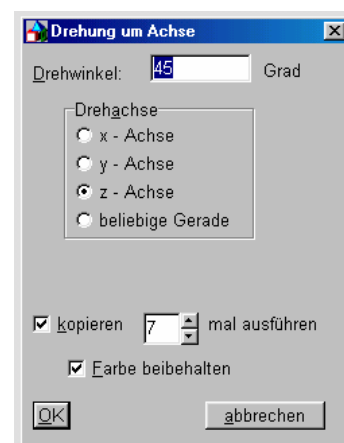 Drehung um Achse
Drehwinkel: 45 Grad
Drehachse
x - Achse
y - Achse
z - Achse
beliebige Gerade
kopieren 7 mal ausführen
Farbe beibehalten
OK abbrechen